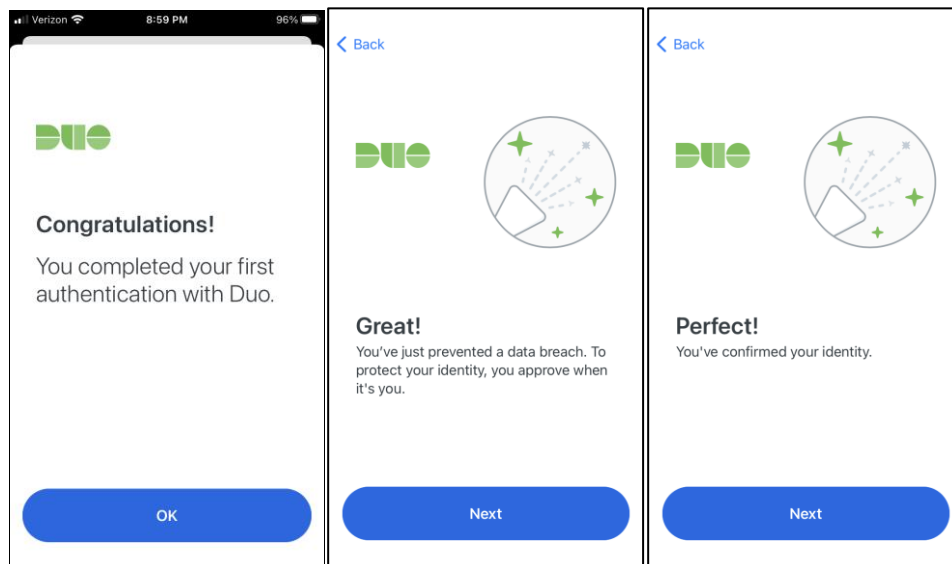 Verizon 8:59 PM 96%
DUO
Congratulations!
You completed your first
authentication with Duo.
OK
Back
DUO
Great!
You've just prevented a data breach. To
protect your identity, you approve when
it's you.
Next
Back
DUO
Perfect!
You've confirmed your identity.
Next